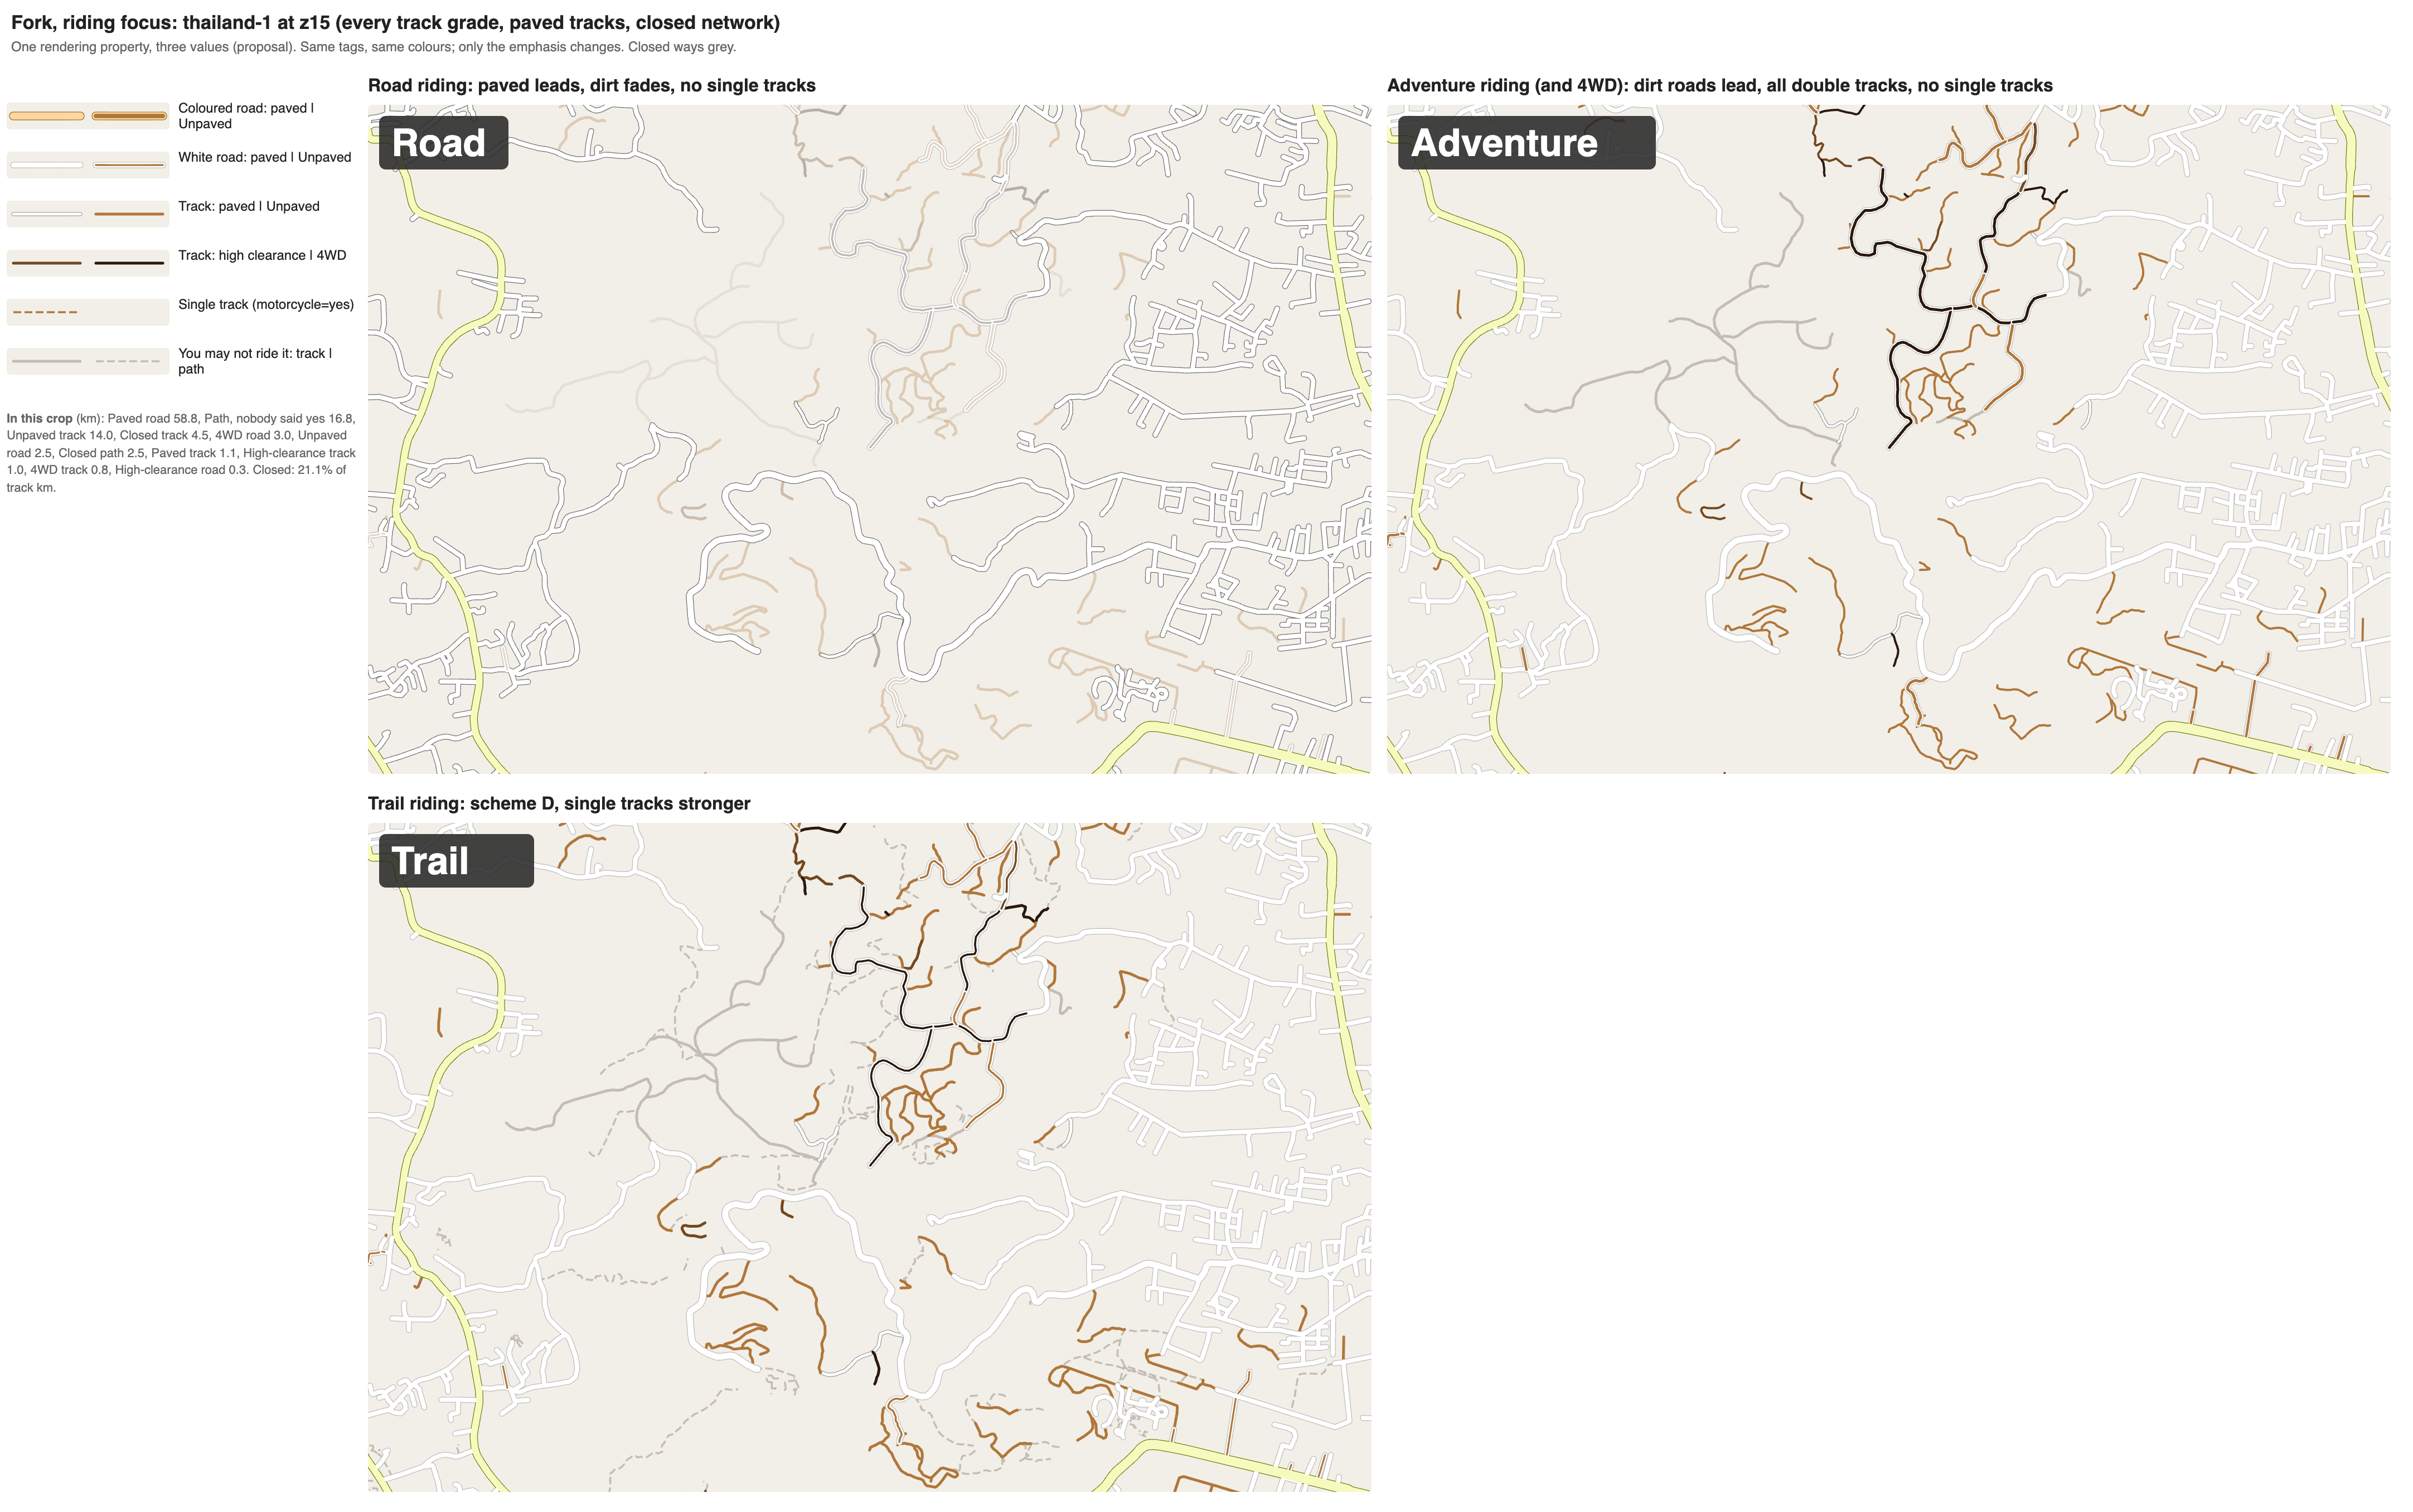 Fork, riding focus: thailand-1 at z15 (every track grade, paved tracks, closed network)
One rendering property, three values (proposal). Same tags, same colours; only the emphasis changes. Closed ways grey.
Coloured road: paved |
Unpaved
White road: paved | Unpaved
Track: paved | Unpaved
Track: high clearance | 4WD
Single track (motorcycle=yes)
You may not ride it: track |
path
In this crop (km): Paved road 58.8, Path, nobody said yes 16.8,
Unpaved track 14.0, Closed track 4.5, 4WD road 3.0, Unpaved
road 2.5, Closed path 2.5, Paved track 1.1, High-clearance track
1.0, 4WD track 0.8, High-clearance road 0.3. Closed: 21.1% of
track km.
Road riding: paved leads, dirt fades, no single tracks
Road
Adventure riding (and 4WD): dirt roads lead, all double tracks, no single tracks
Adventure
Trail riding: scheme D, single tracks stronger
Trail